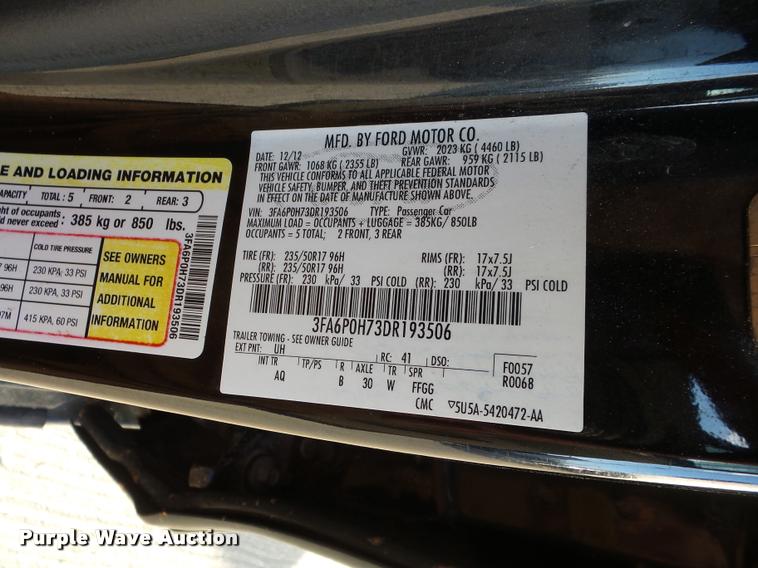 E AND LOADING INFORMATION
APACITY TOTAL : 5 FRONT: 2 REAR: 3
ht of occupants
ld never exceed : 385 kg or 850 lbs.
COLD TIRE PRESSURE
7 96H 230 KPA, 33 PSI
96H 230 KPA, 33 PSI
97M 415 KPA, 60 PSI
SEE OWNERS
MANUAL FOR
ADDITIONAL
INFORMATION
3FA6P0H73DR193506
MFD. BY FORD MOTOR CO.
DATE: 12/12 GVWR: 2023 KG ( 4460 LB)
FRONT GAWR: 1068 KG ( 2355 LB) REAR GAWR: 959 KG ( 2115 LB)
THIS VEHICLE CONFORMS TO ALL APPLICABLE FEDERAL MOTOR
VEHICLE SAFETY, BUMPER, AND THEFT PREVENTION STANDARDS
IN EFFECT ON THE DATE OF MANUFACTURE SHOWN ABOVE.
VIN: 3FA6P0H73DR193506 TYPE: Passenger Car
MAXIMUM LOAD = OCCUPANTS + LUGGAGE = 385KG/ 850LB
OCCUPANTS = 5 TOTAL; 2 FRONT, 3 REAR
TIRE (FR): 235/50R17 96H RIMS (FR): 17x7.5J
(RR): 235/50R17 96H (RR): 17x7.5J
PRESSURE (FR): 230 kPa/ 33 PSI COLD (RR): 230 kPa/ 33 PSI COLD
3FA6P0H73DR193506
TRAILER TOWING - SEE OWNER GUIDE
EXT PNT: UH RC: 41 DSO: F0057
R0068
INT TR TP/PS R AXLE TR SPR
AQ B 30 W FFGG
CMC ▽5U5A-5420472-AA
Purple Wave Auction